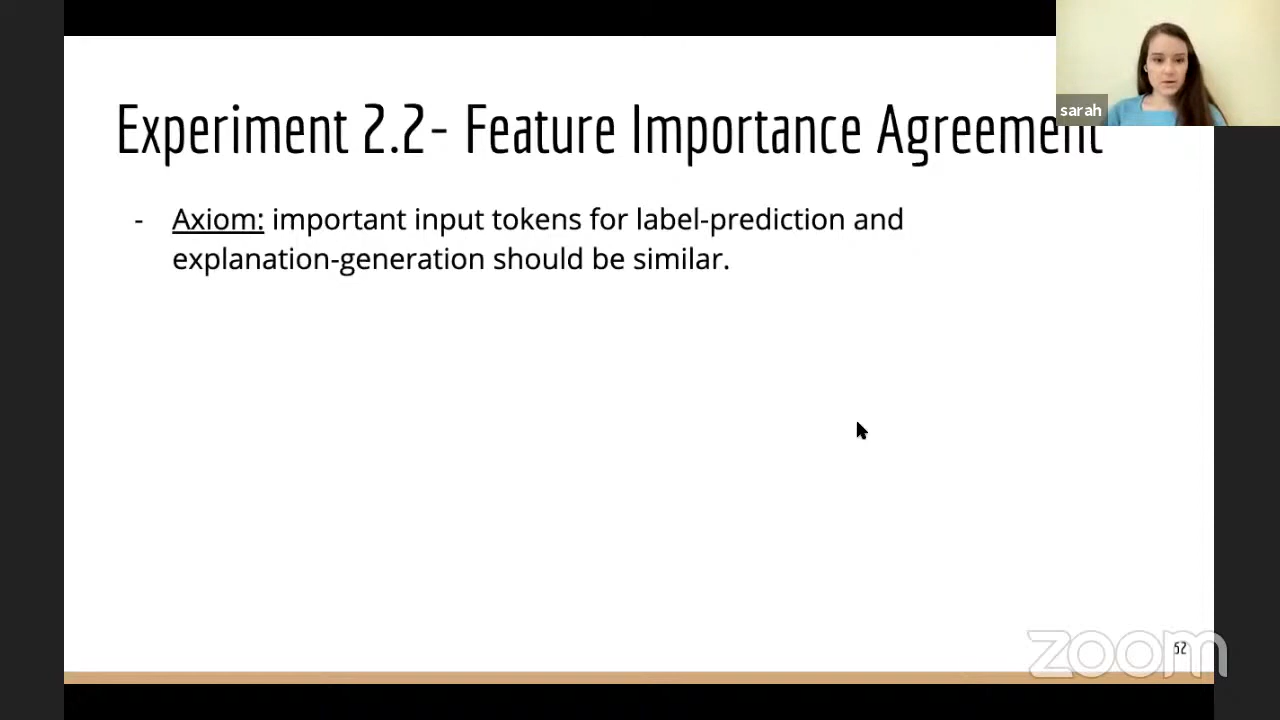 Experiment 2.2- Feature Importance Agreement
sarah
- Axiom: important input tokens for label-prediction and
explanation-generation should be similar.
zoom
62